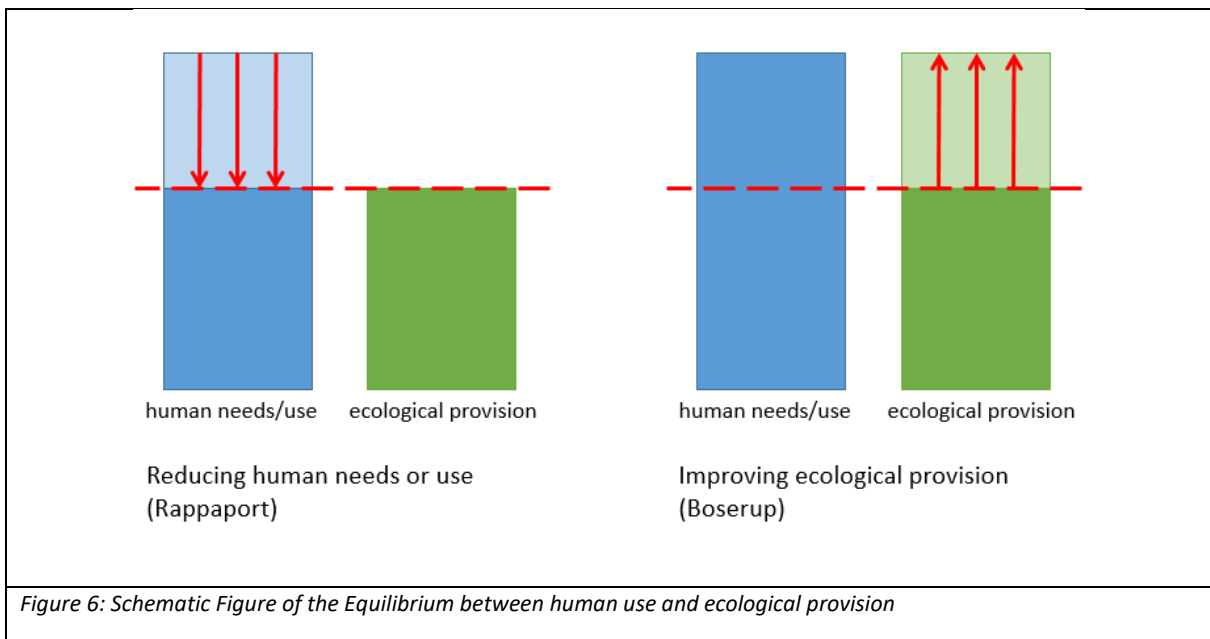 human needs/use
ecological provision
human needs/use
ecological provision
Reducing human needs or use
(Rappaport)
Improving ecological provision
(Boserup)
Figure 6: Schematic Figure of the Equilibrium between human use and ecological provision